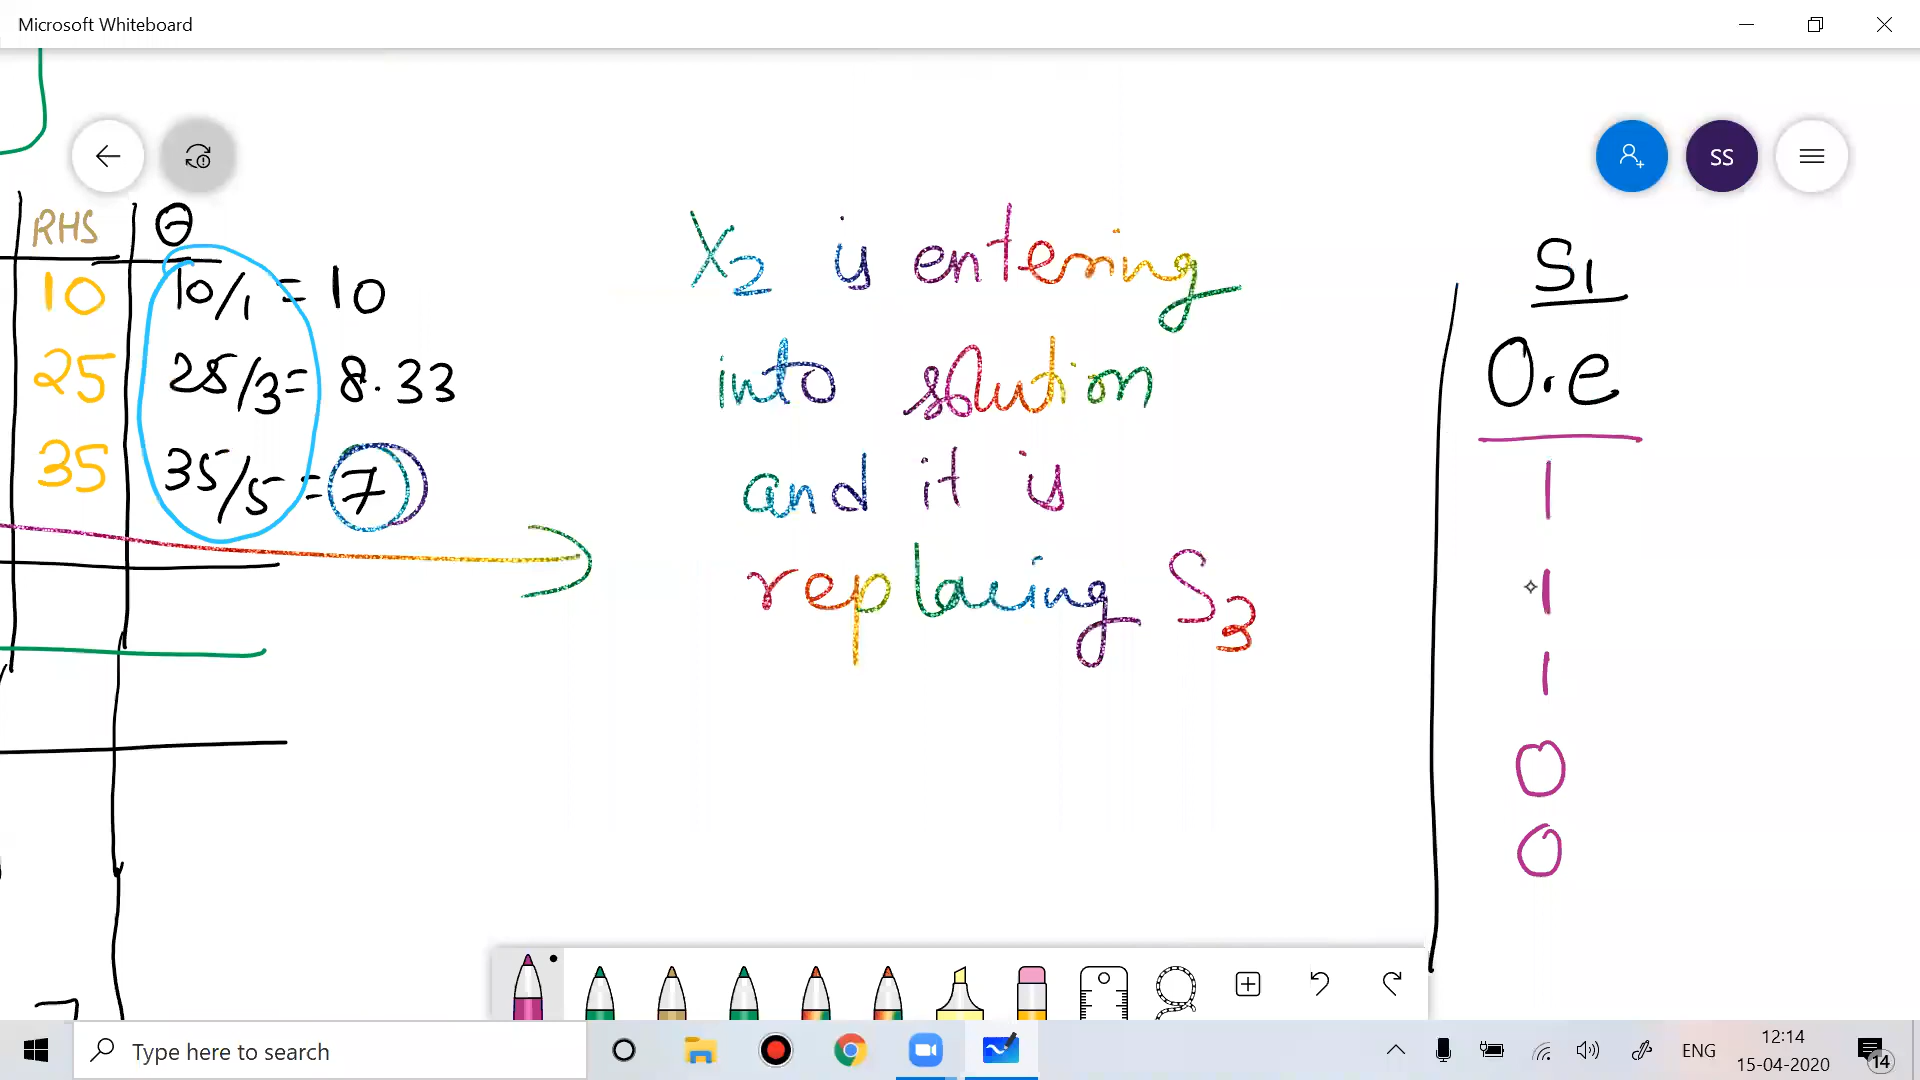 Microsoft Whiteboard
SS
RHS θ
10 10/1 = 10
25 25/3 = 8.33
35 35/5 = 7
X2 is entering
into solution
and it is
replacing S3
S1
O.e
1
1
1
0
0
Type here to search
ENG
12:14
15-04-2020
14